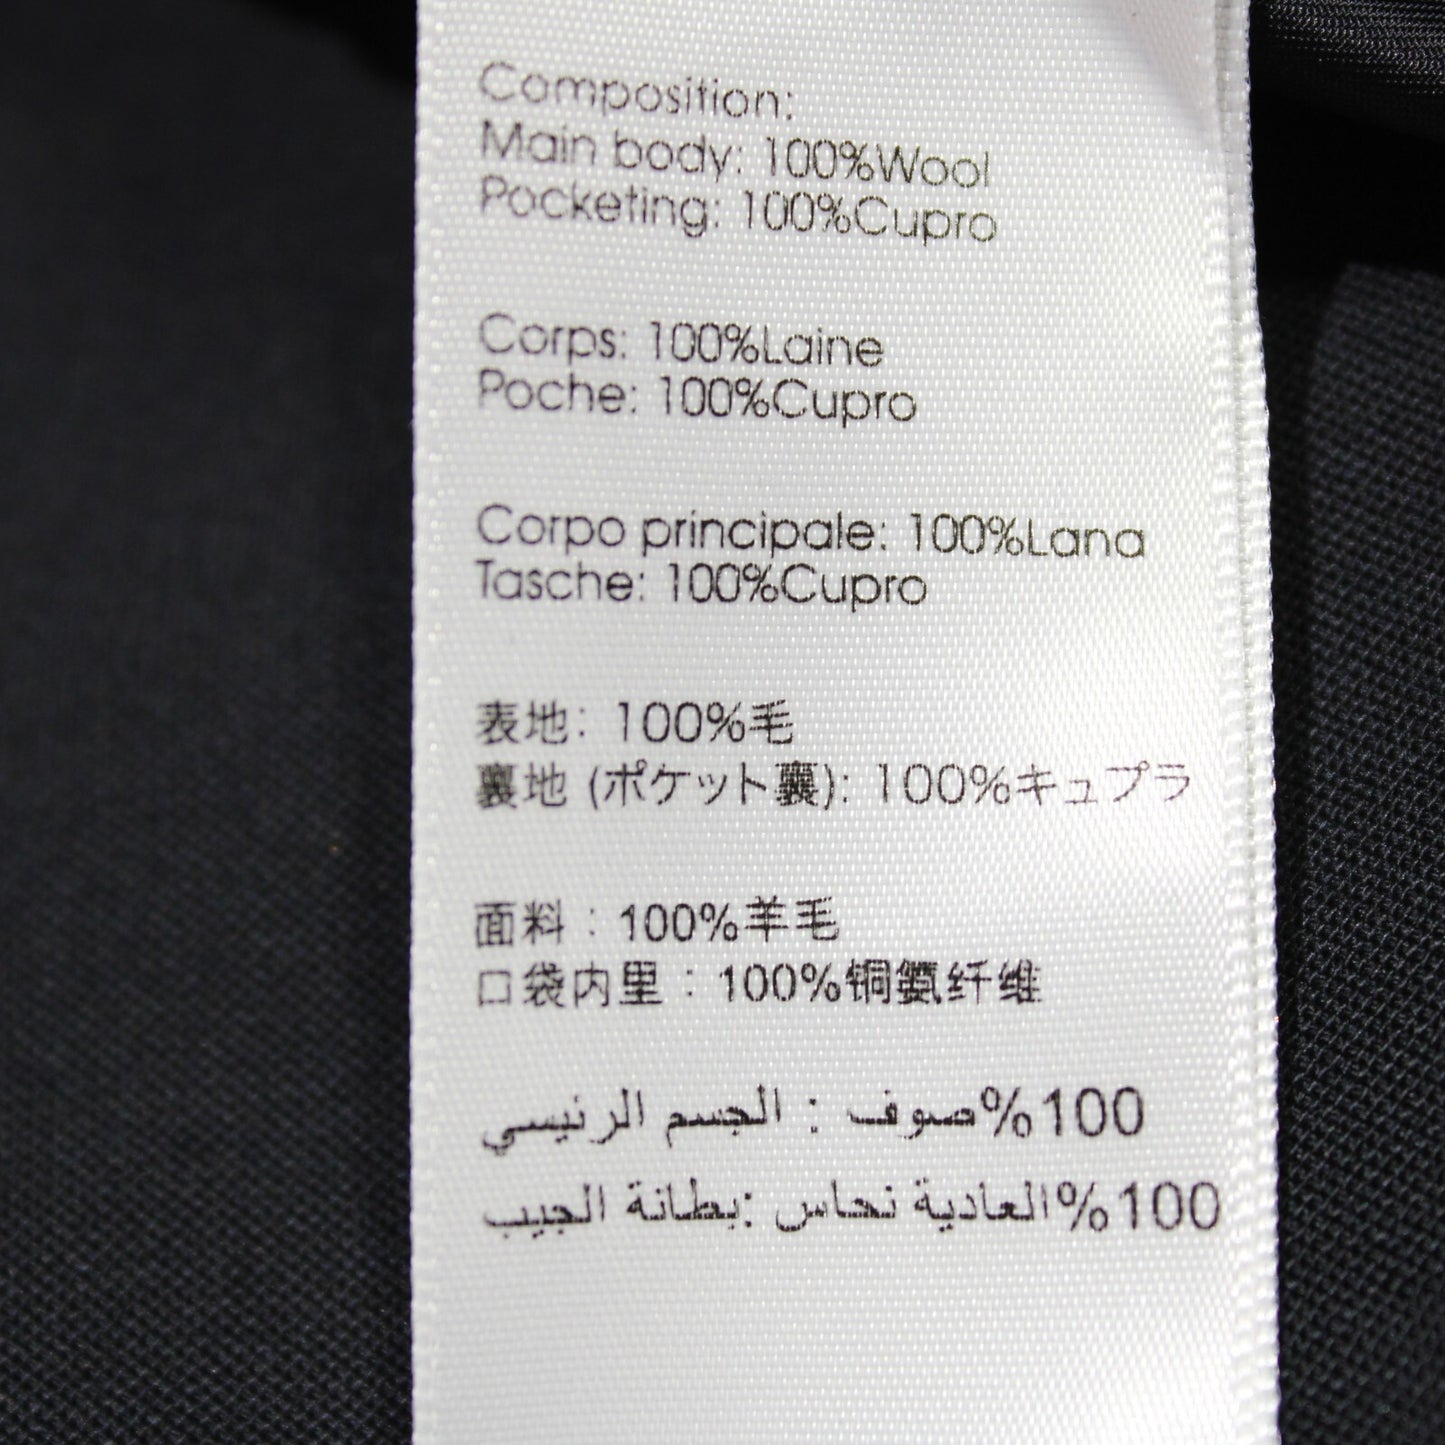 Composition:
Main body: 100%Wool
Pocketing: 100%Cupro
Corps: 100%Laine
Poche: 100%Cupro
Corpo principale: 100%Lana
Tasche: 100%Cupro
表地: 100%毛
裏地 (ポケット裏): 100%キュプラ
面料：100%羊毛
口袋内里：100%铜氨纤维
100%صوف : الجسم الرئيسي
100%العادية نحاس :بطانة الجيب